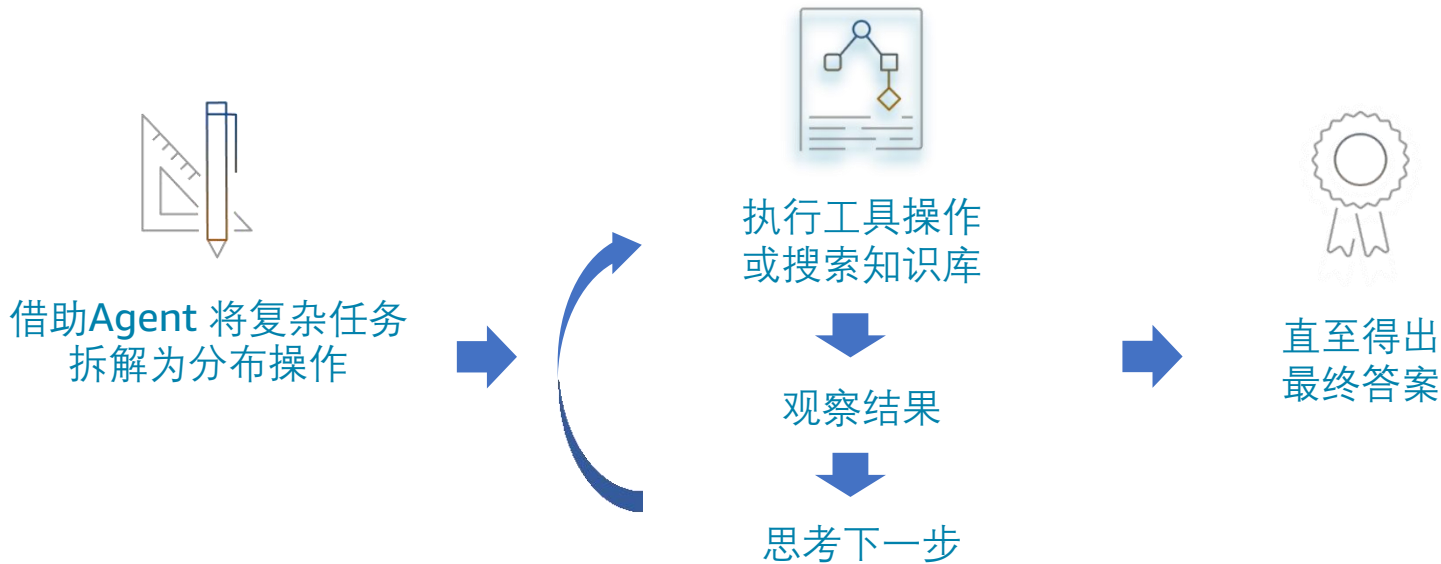 借助Agent 将复杂任务
拆解为分布操作
执行工具操作
或搜索知识库
观察结果
思考下一步
直至得出
最终答案